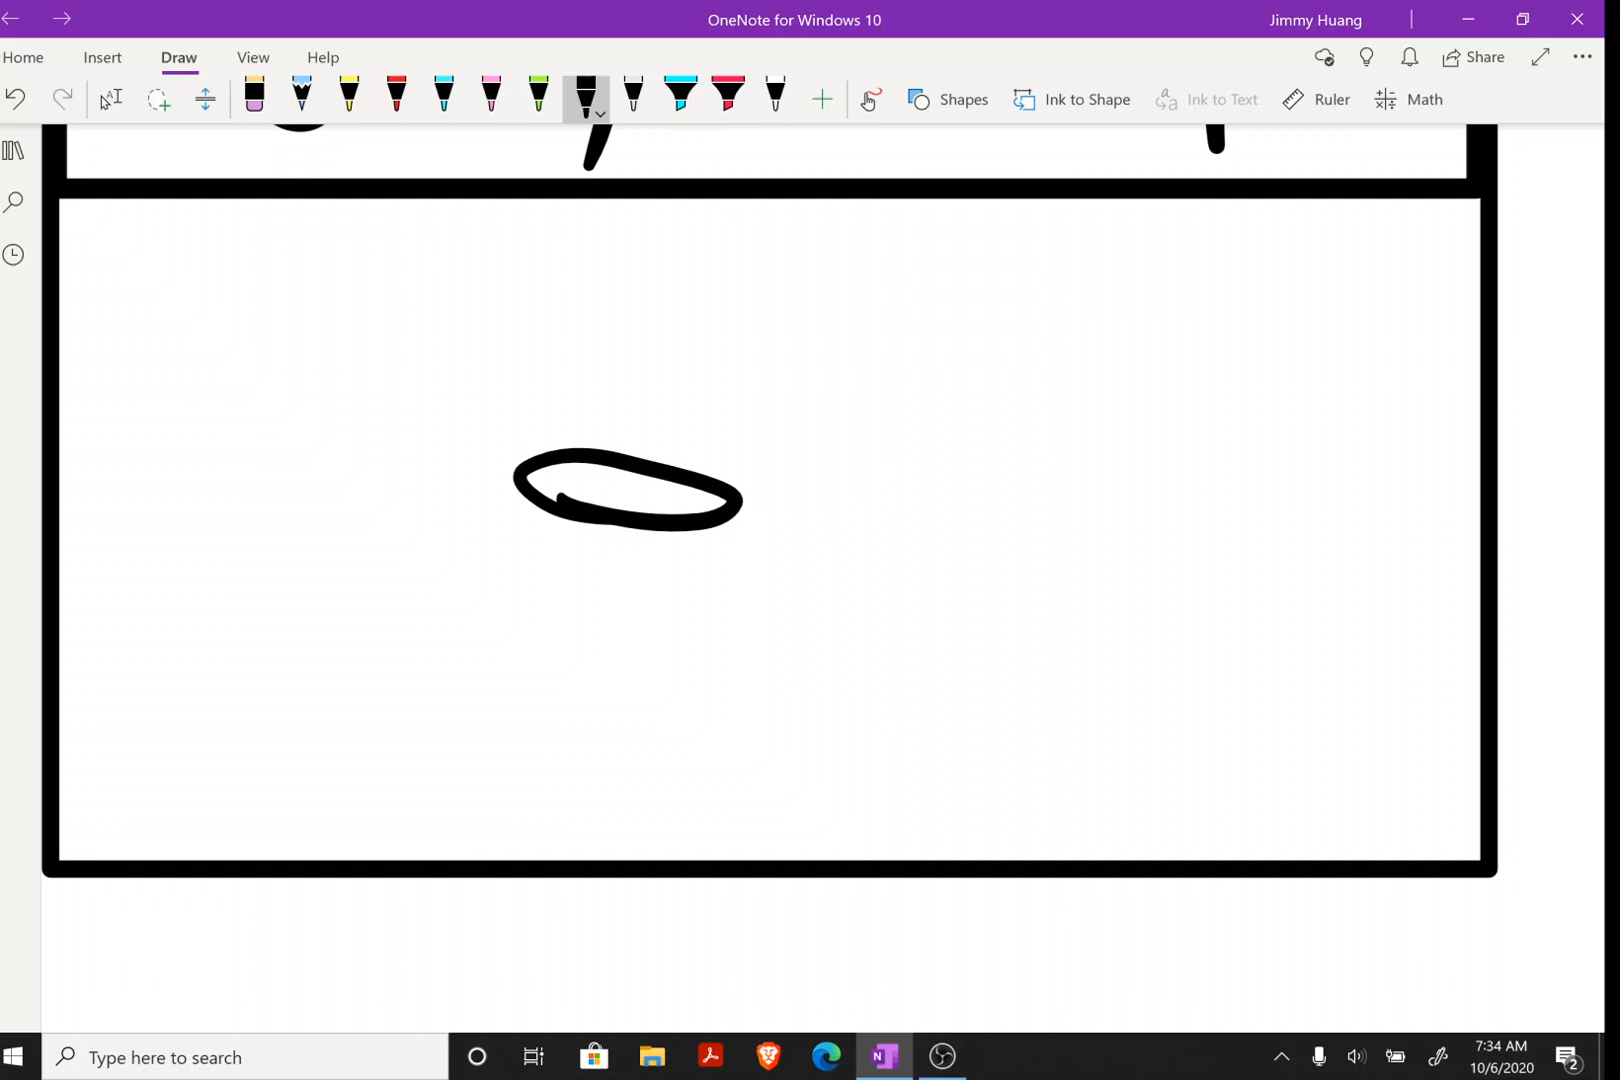 OneNote for Windows 10
Jimmy Huang
Home Insert Draw View Help
Share
Shapes Ink to Shape Ink to Text Ruler Math
Type here to search
7:34 AM
10/6/2020
2